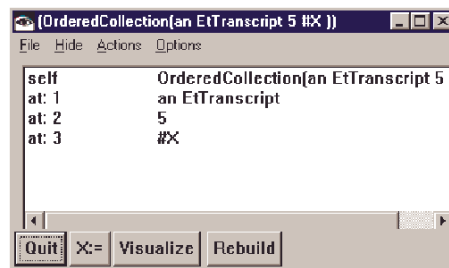 (OrderedCollection(an EtTranscript 5 #X ))
File Hide Actions Options
self OrderedCollection(an EtTranscript 5
at: 1 an EtTranscript
at: 2 5
at: 3 #X
Quit X:= Visualize Rebuild